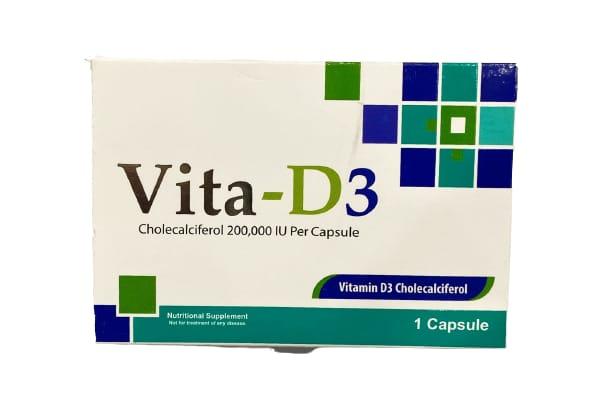 Vita-D3
Cholecalciferol 200,000 IU Per Capsule
Vitamin D3 Cholecalciferol
Nutritional Supplement
Not for treatment of any disease.
1 Capsule